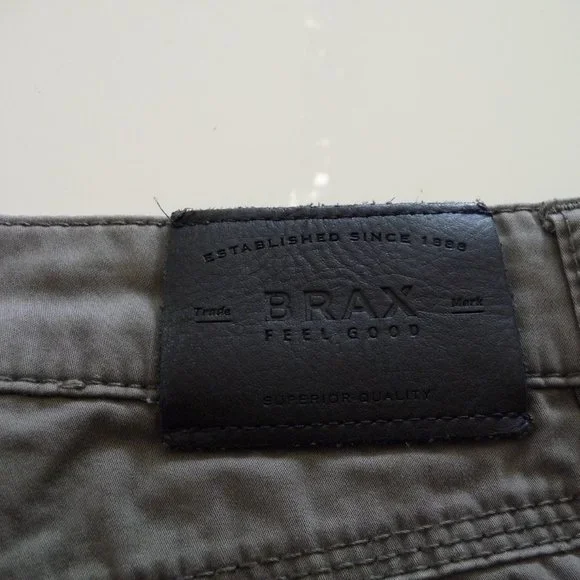 ESTABLISHED SINCE 1888
Trade BRAX Mark
FEEL GOOD
SUPERIOR QUALITY